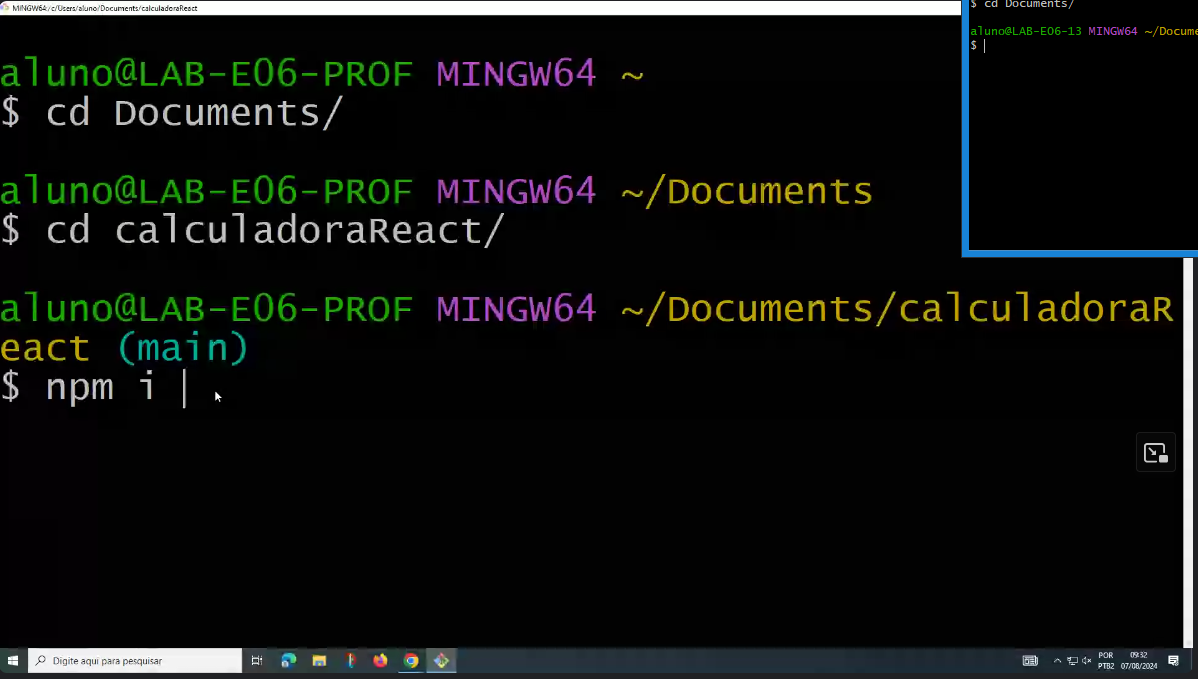 MINGW64:/c/Users/aluno/Documents/calculadoraReact
aluno@LAB-E06-PROF MINGW64 ~
$ cd Documents/
aluno@LAB-E06-PROF MINGW64 ~/Documents
$ cd calculadoraReact/
aluno@LAB-E06-PROF MINGW64 ~/Documents/calculadoraR
eact (main)
$ npm i
$ cd Documents/
aluno@LAB-E06-13 MINGW64 ~/Docume
$
Digite aqui para pesquisar
POR
PTB2
09:32
07/08/2024